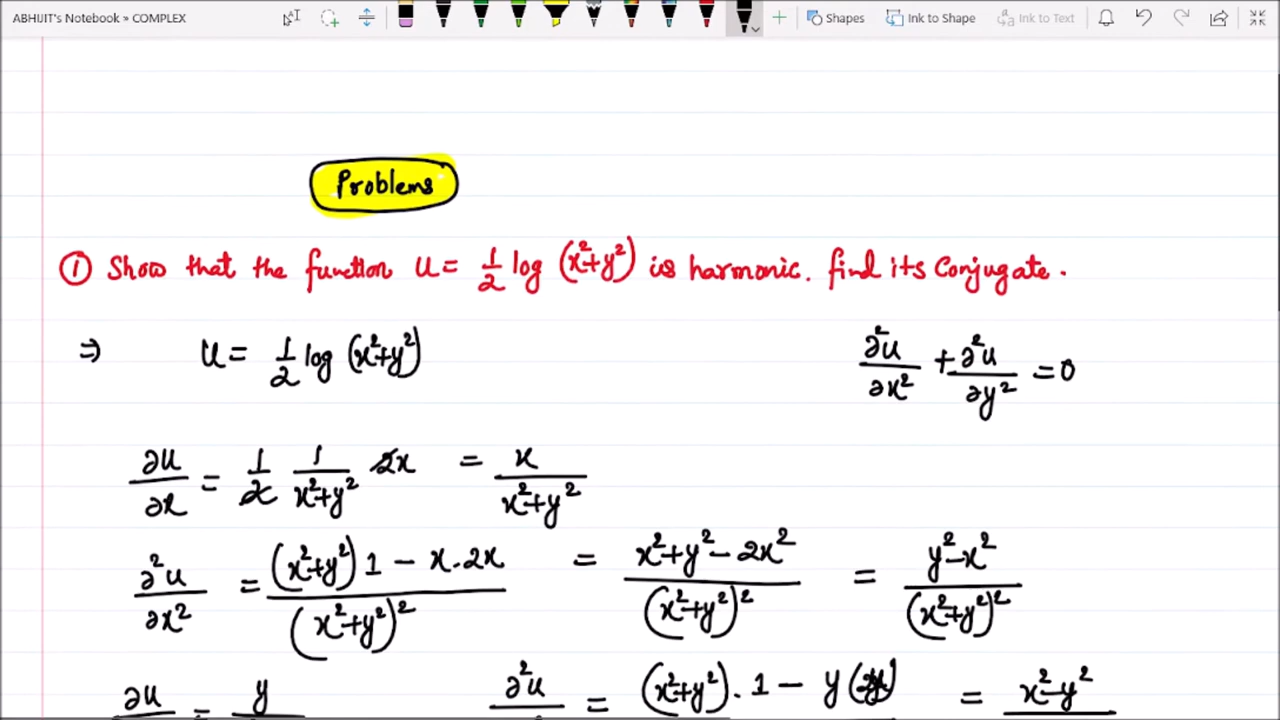 ABHIJIT's Notebook » COMPLEX Shapes Ink to Shape Ink to Text
Problems
① Show that the function u = 1/2 log (x²+y²) is harmonic. find its Conjugate.
⇒ u = 1/2 log (x²+y²) ∂²u/∂x² + ∂²u/∂y² = 0
∂u/∂x = 1/2 1/(x²+y²) 2x = x/(x²+y²)
∂²u/∂x² = ((x²+y²) 1 − x·2x)/(x²+y²)² = (x²+y²−2x²)/(x²+y²)² = (y²−x²)/(x²+y²)²
∂u = y ∂²u = (x²+y²)·1 − y = x²−y²